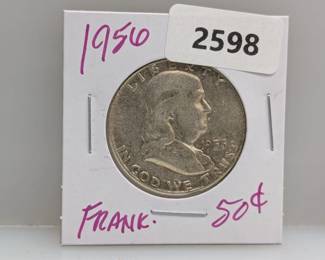 1956
2598
LIBERTY
IN GOD WE TRUST
FRANK. 50¢